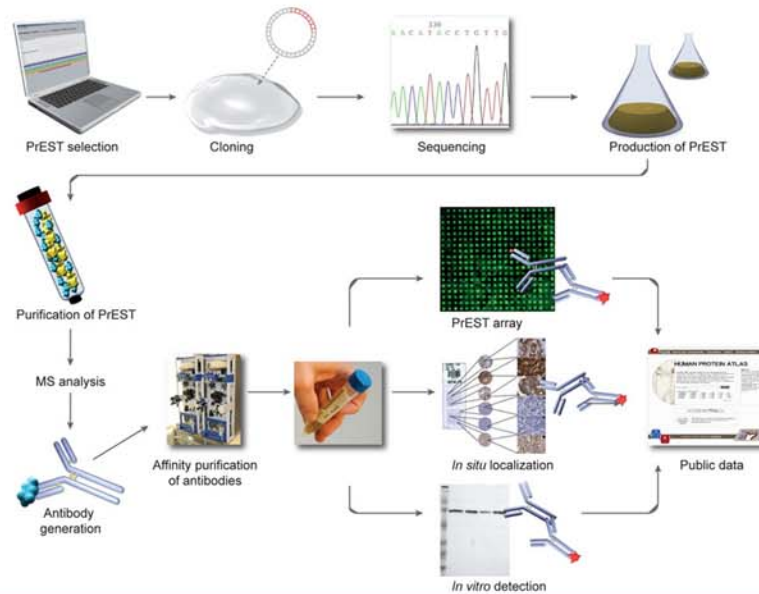 130
G A C A T A C C T G T T G
PrEST selection
Cloning
Sequencing
Production of PrEST
Purification of PrEST
PrEST array
MS analysis
HUMAN PROTEIN ATLAS
Affinity purification
of antibodies
In situ localization
Public data
Antibody
generation
In vitro detection